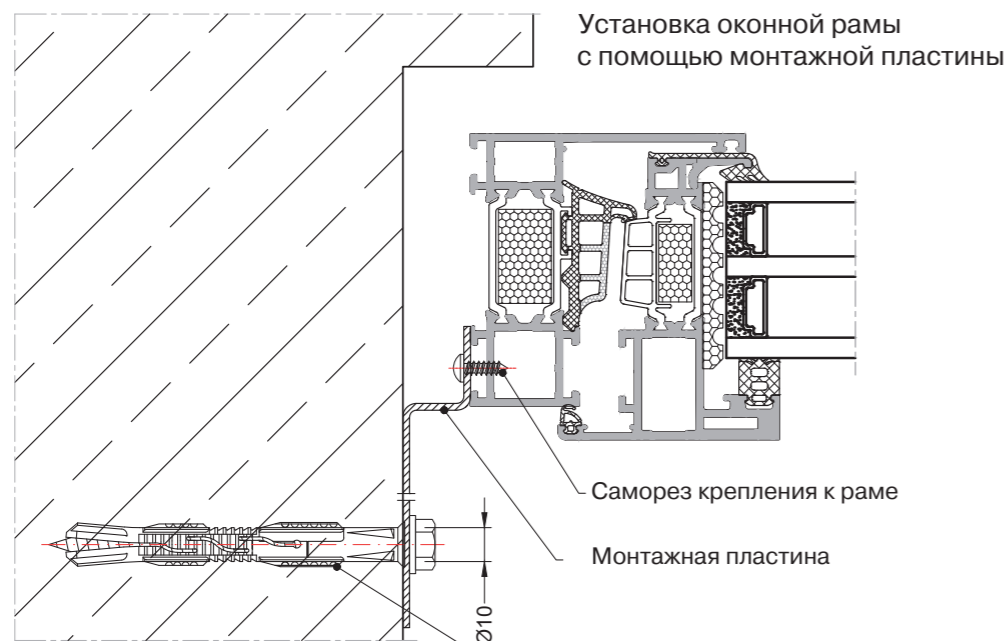 Установка оконной рамы
с помощью монтажной пластины
Саморез крепления к раме
Монтажная пластина
Ø10